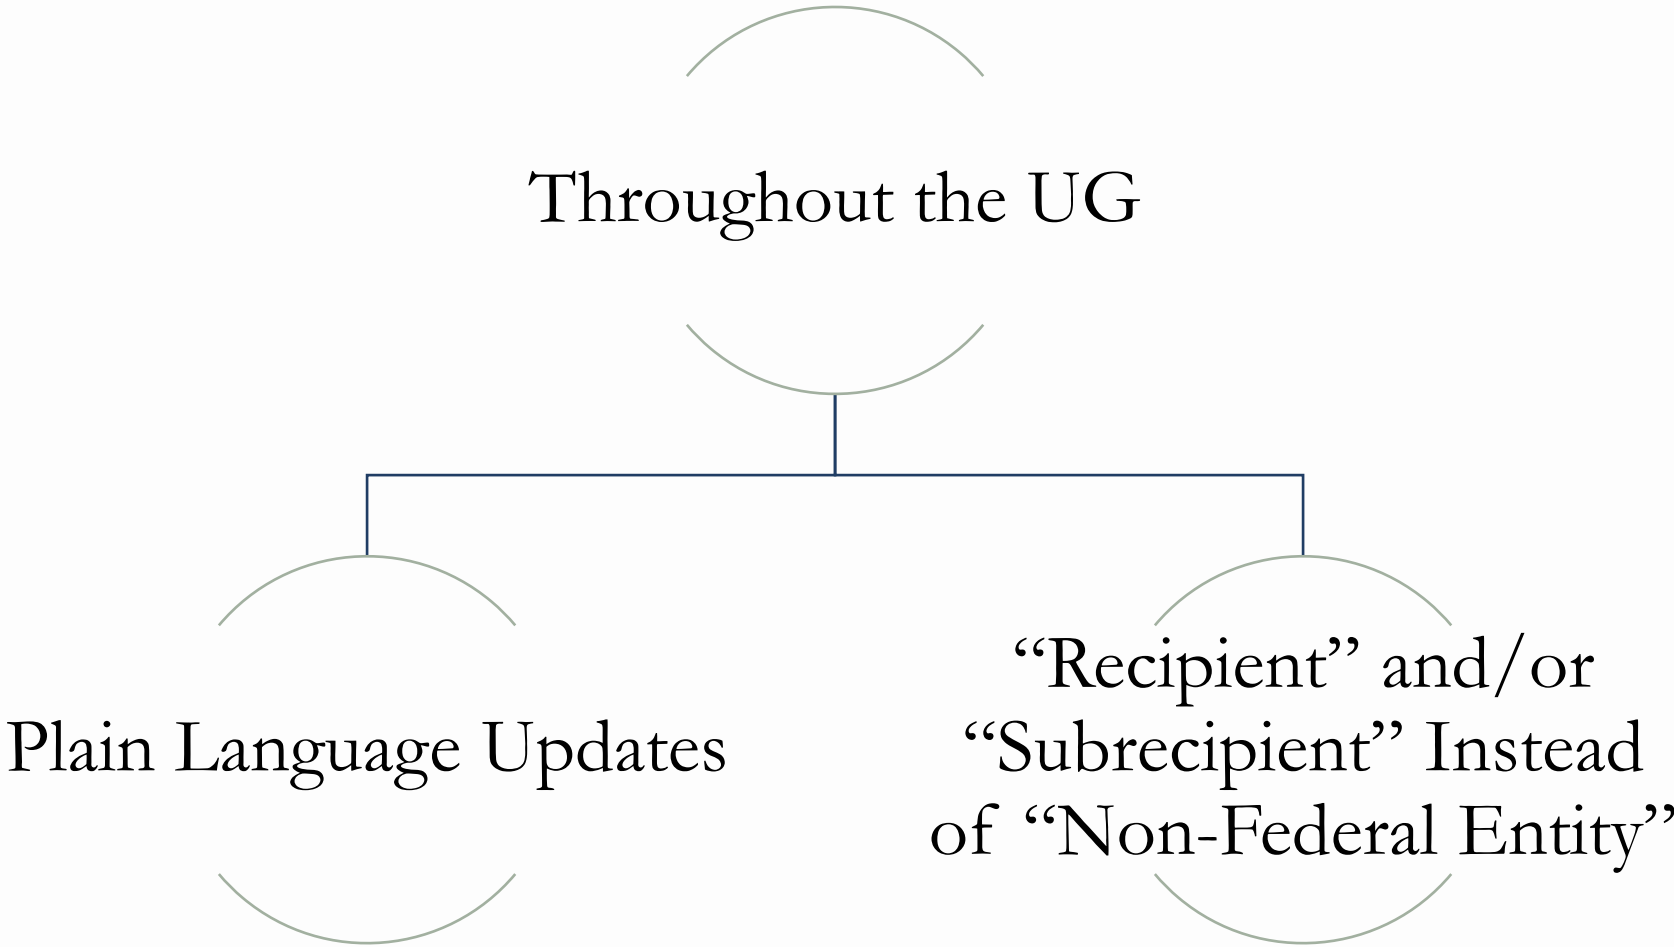 Throughout the UG
Plain Language Updates
“Recipient” and/or
“Subrecipient” Instead
of “Non-Federal Entity”